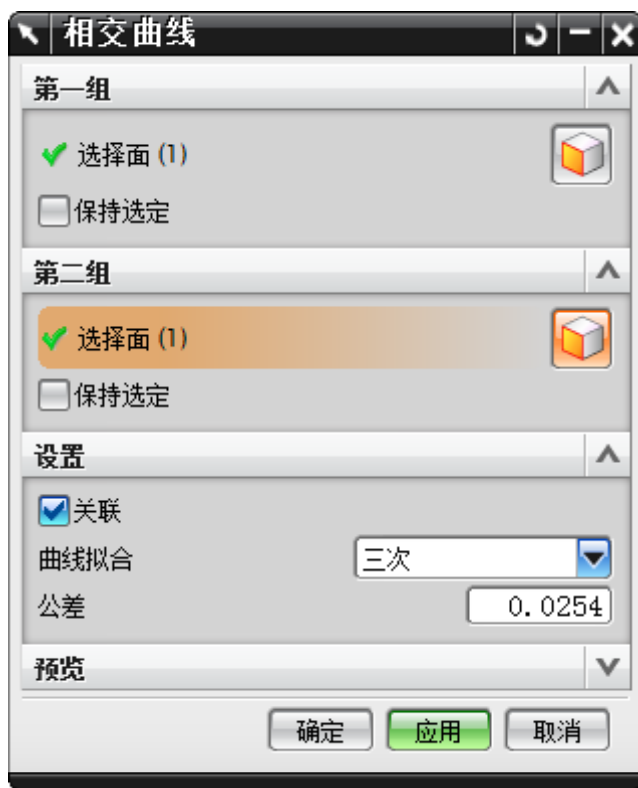 相交曲线
第一组
选择面 (1)
保持选定
第二组
选择面 (1)
保持选定
设置
关联
曲线拟合 三次
公差 0.0254
预览
确定 应用 取消